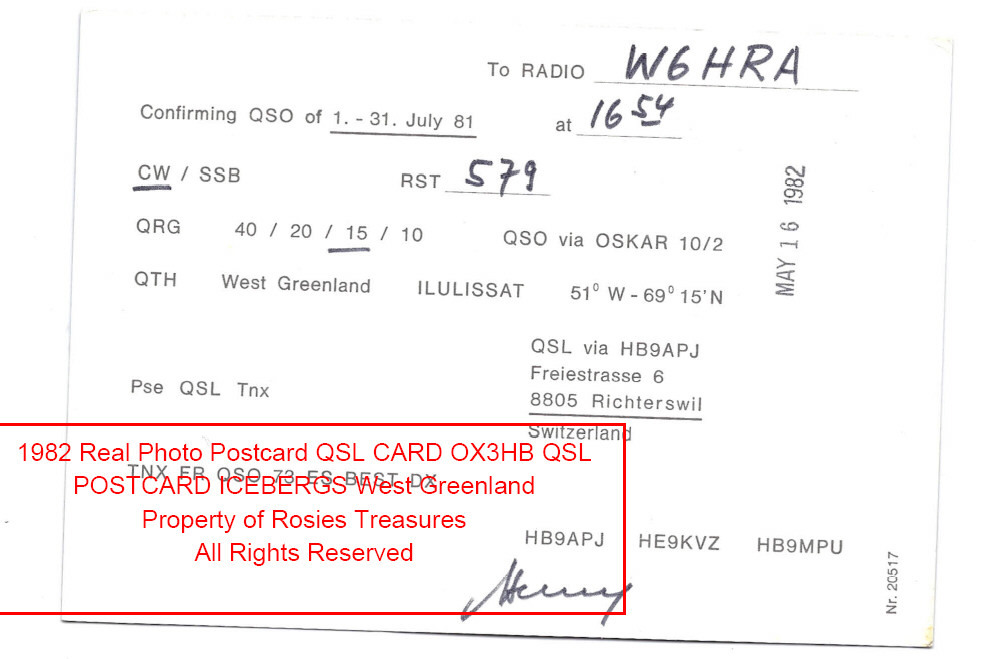 To RADIO W6HRA
Confirming QSO of 1. - 31. July 81 at 16 54
CW / SSB RST 579
QRG 40 / 20 / 15 / 10 QSO via OSKAR 10/2
QTH West Greenland ILULISSAT 51° W - 69° 15'N
MAY 16 1982
QSL via HB9APJ
Freiestrasse 6
Pse QSL Tnx
8805 Richterswil
Switzerland
1982 Real Photo Postcard QSL CARD OX3HB QSL
TNX FR QSO 73 ES BEST DX
POSTCARD ICEBERGS West Greenland
Property of Rosies Treasures
All Rights Reserved
HB9APJ HE9KVZ HB9MPU
Nr. 20517